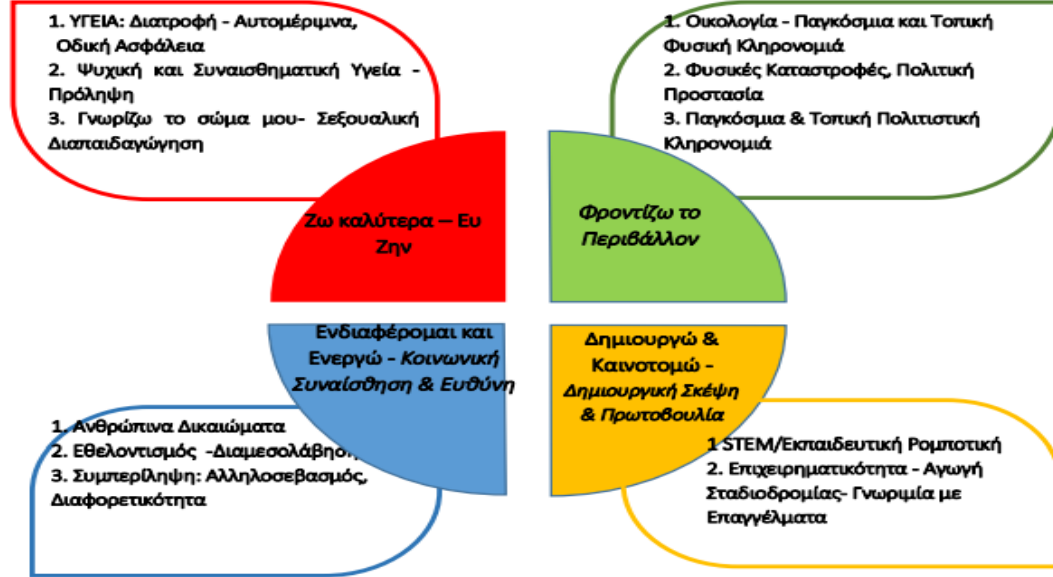 1. ΥΓΕΙΑ: Διατροφή - Αυτομέριμνα,
Οδική Ασφάλεια
2. Ψυχική και Συναισθηματική Υγεία -
Πρόληψη
3. Γνωρίζω το σώμα μου- Σεξουαλική
Διαπαιδαγώγηση
1. Οικολογία - Παγκόσμια και Τοπική
Φυσική Κληρονομιά
2. Φυσικές Καταστροφές, Πολιτική
Προστασία
3. Παγκόσμια & Τοπική Πολιτιστική
Κληρονομιά
Ζω καλύτερα – Ευ
Ζην
Φροντίζω το
Περιβάλλον
Ενδιαφέρομαι και
Ενεργώ - Κοινωνική
Συναίσθηση & Ευθύνη
Δημιουργώ &
Καινοτομώ -
Δημιουργική Σκέψη
& Πρωτοβουλία
1. Ανθρώπινα Δικαιώματα
2. Εθελοντισμός -Διαμεσολάβηση
3. Συμπερίληψη: Αλληλοσεβασμός,
Διαφορετικότητα
1 STEM/Εκπαιδευτική Ρομποτική
2. Επιχειρηματικότητα - Αγωγή
Σταδιοδρομίας- Γνωριμία με
Επαγγέλματα